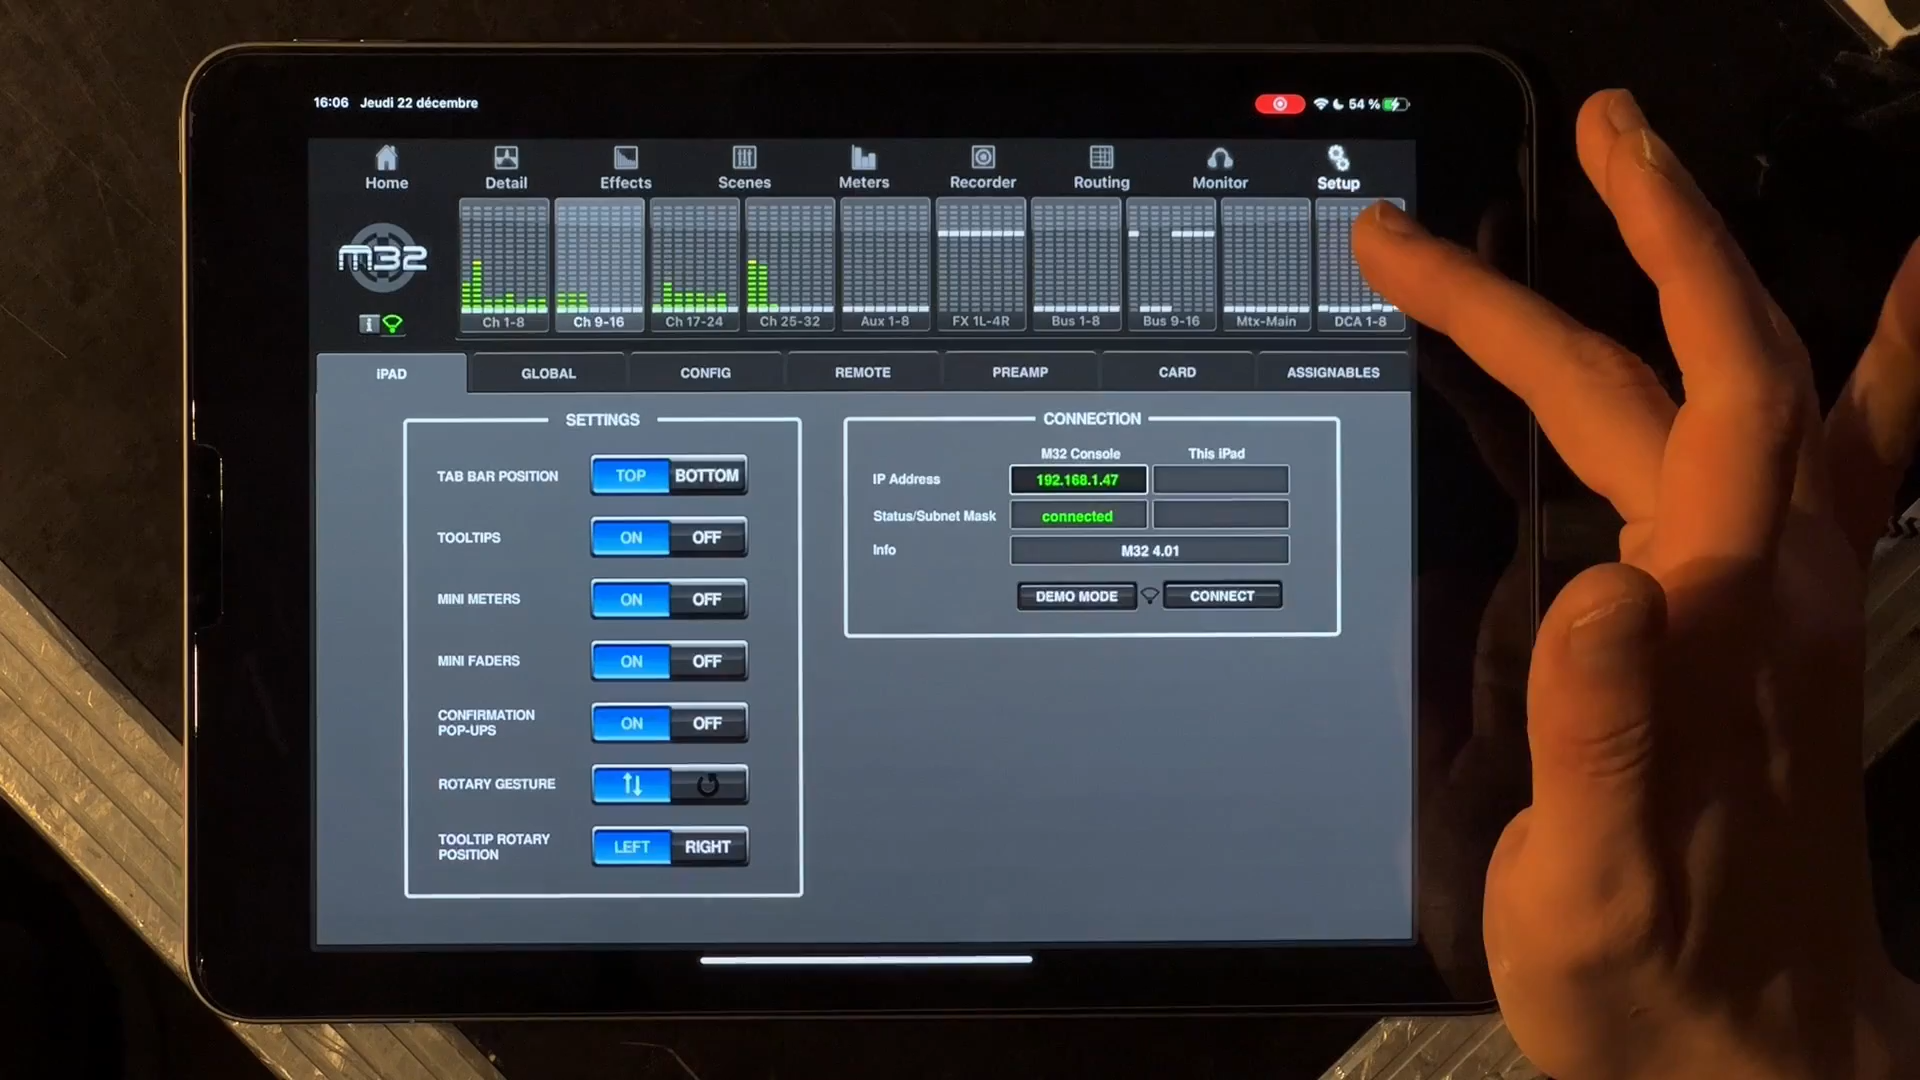 16:06 Jeudi 22 décembre
54 %
Home Detail Effects Scenes Meters Recorder Routing Monitor Setup
M32
Ch 1-8 Ch 9-16 Ch 17-24 Ch 25-32 Aux 1-8 FX 1L-4R Bus 1-8 Bus 9-16 Mtx-Main DCA 1-8
iPAD GLOBAL CONFIG REMOTE PREAMP CARD ASSIGNABLES
SETTINGS
TAB BAR POSITION TOP BOTTOM
TOOLTIPS ON OFF
MINI METERS ON OFF
MINI FADERS ON OFF
CONFIRMATION
POP-UPS ON OFF
ROTARY GESTURE
TOOLTIP ROTARY
POSITION LEFT RIGHT
CONNECTION
M32 Console This iPad
IP Address 192.168.1.47
Status/Subnet Mask connected
Info M32 4.01
DEMO MODE CONNECT